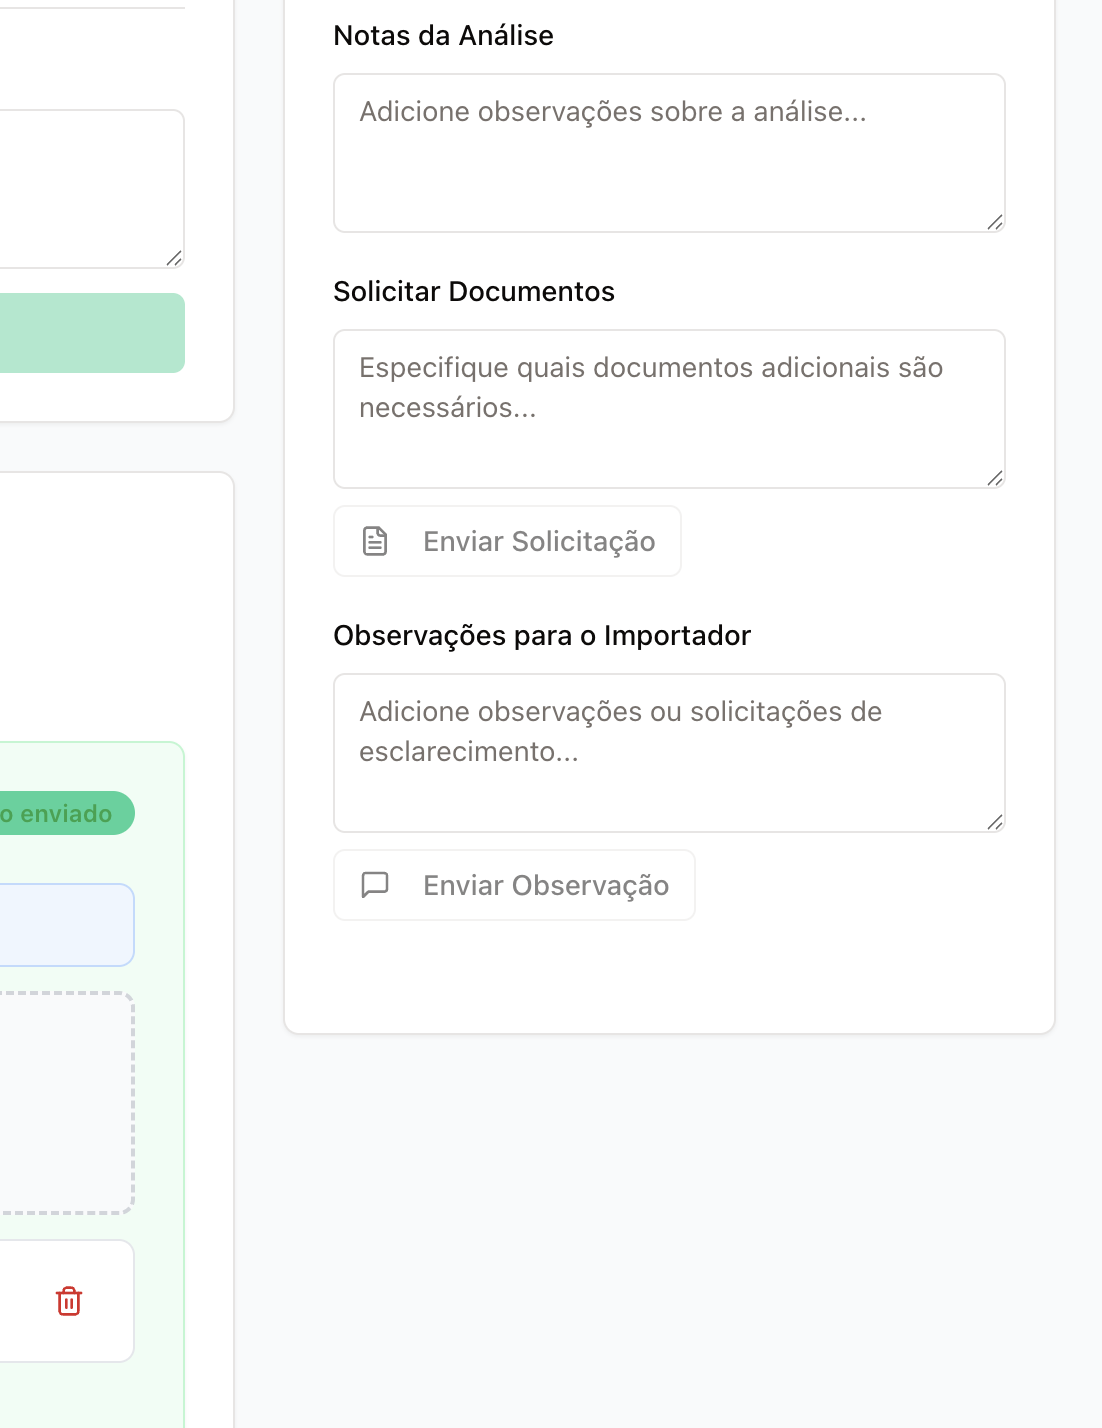 Notas da Análise
Adicione observações sobre a análise...
Solicitar Documentos
Especifique quais documentos adicionais são
necessários...
Enviar Solicitação
Observações para o Importador
Adicione observações ou solicitações de
esclarecimento...
Enviar Observação
o enviado